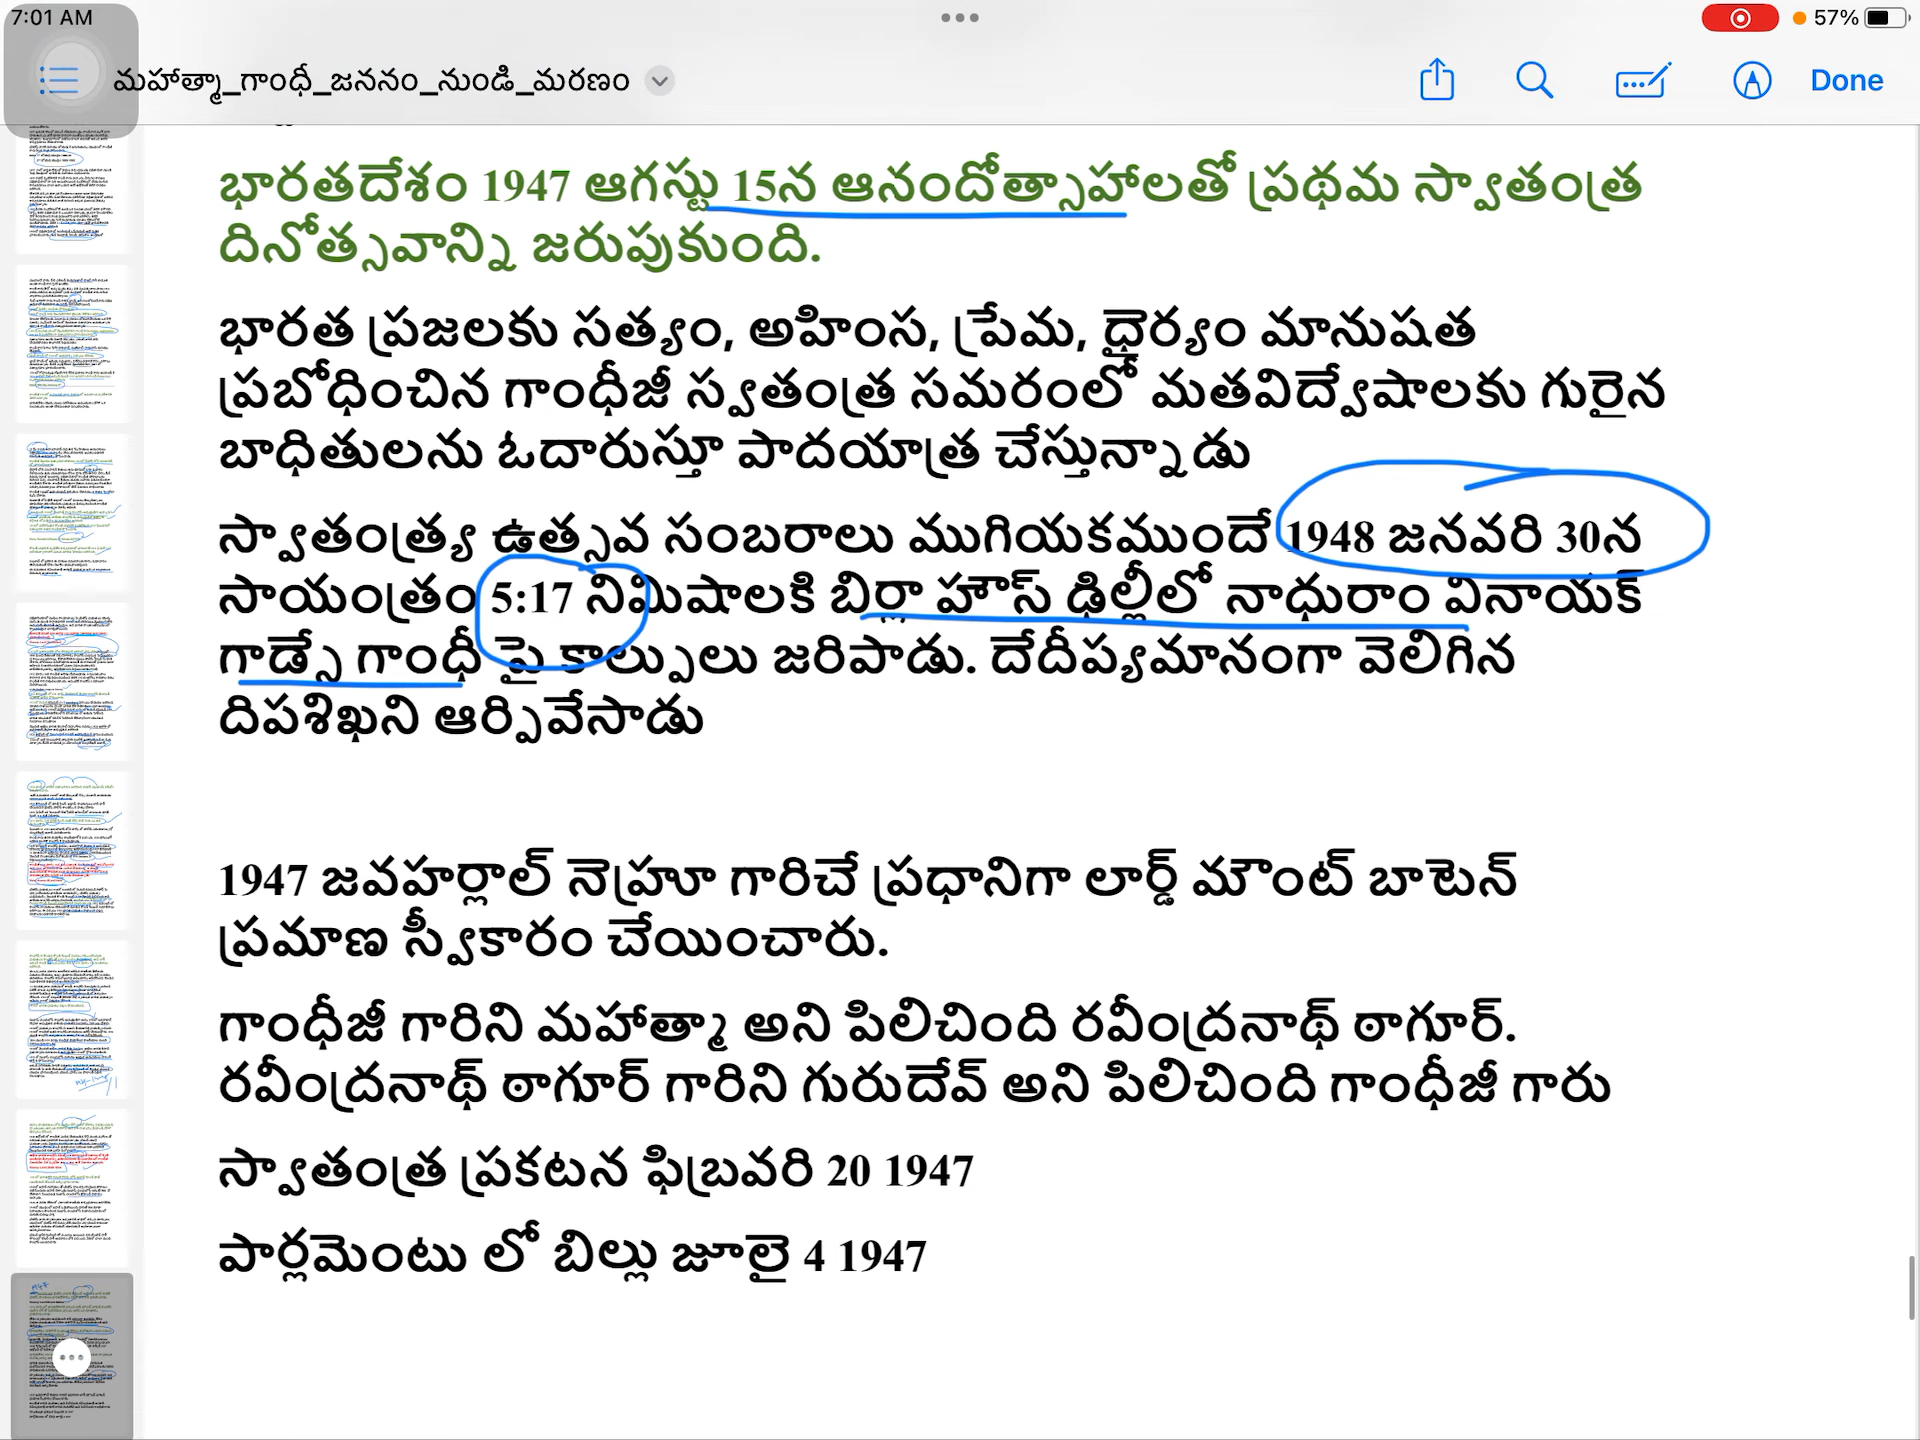 7:01 AM
57%
మహాత్మా_గాంధీ_జననం_నుండి_మరణం
Done
భారతదేశం 1947 ఆగస్టు 15న ఆనందోత్సాహాలతో ప్రథమ స్వాతంత్ర
దినోత్సవాన్ని జరుపుకుంది.
భారత ప్రజలకు సత్యం, అహింస, ప్రేమ, ధైర్యం మానుషత
ప్రబోధించిన గాంధీజీ స్వతంత్ర సమరంలో మతవిద్వేషాలకు గురైన
బాధితులను ఓదారుస్తూ పాదయాత్ర చేస్తున్నాడు
స్వాతంత్ర్య ఉత్సవ సంబరాలు ముగియకముందే 1948 జనవరి 30న
సాయంత్రం 5:17 నిమిషాలకి బిర్లా హౌస్ ఢిల్లీలో నాధురాం వినాయక్
గాడ్సే గాంధీ పై కాల్పులు జరిపాడు. దేదీప్యమానంగా వెలిగిన
దిపశిఖని ఆర్పివేసాడు
1947 జవహర్లాల్ నెహ్రూ గారిచే ప్రధానిగా లార్డ్ మౌంట్ బాటెన్
ప్రమాణ స్వీకారం చేయించారు.
గాంధీజీ గారిని మహాత్మా అని పిలిచింది రవీంద్రనాథ్ ఠాగూర్.
రవీంద్రనాథ్ ఠాగూర్ గారిని గురుదేవ్ అని పిలిచింది గాంధీజీ గారు
స్వాతంత్ర ప్రకటన ఫిబ్రవరి 20 1947
పార్లమెంటు లో బిల్లు జూలై 4 1947